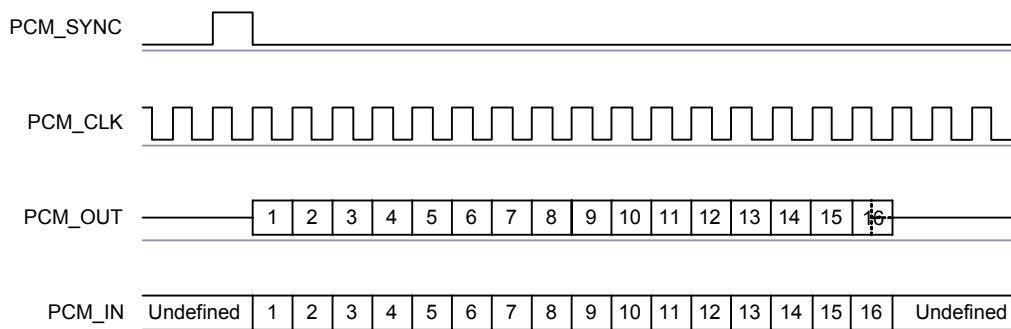 PCM_SYNC
PCM_CLK
PCM_OUT 1 2 3 4 5 6 7 8 9 10 11 12 13 14 15 16
PCM_IN Undefined 1 2 3 4 5 6 7 8 9 10 11 12 13 14 15 16 Undefined